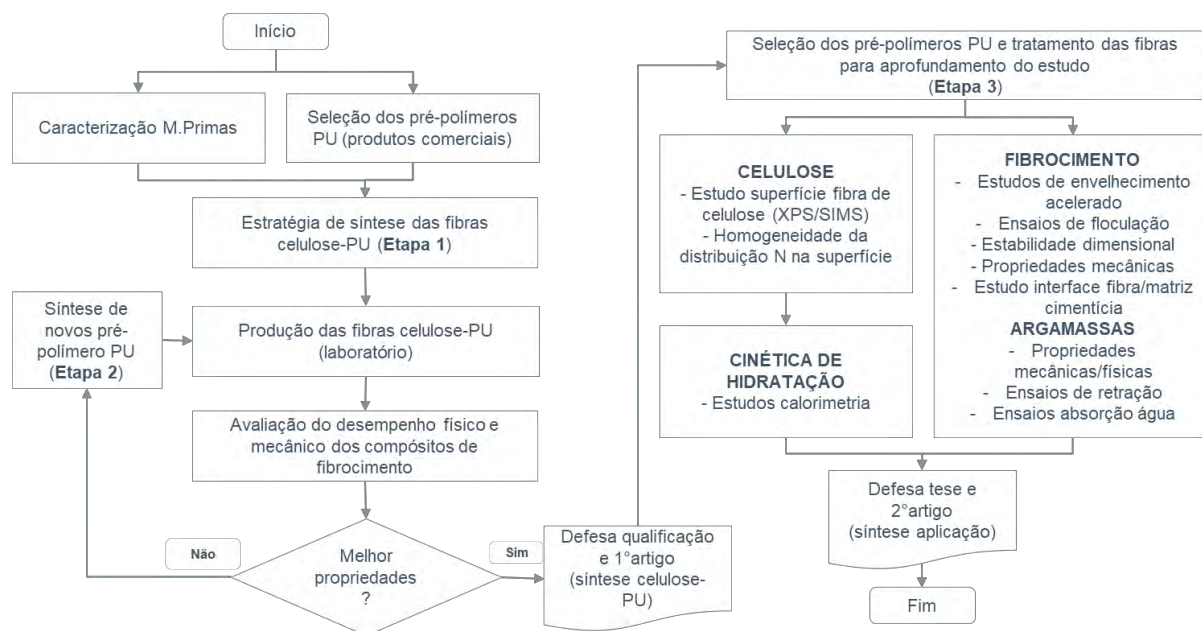 Início
Caracterização M.Primas
Seleção dos pré-polímeros
PU (produtos comerciais)
Estratégia de síntese das fibras
celulose-PU (Etapa 1)
Síntese de
novos pré-
polímero PU
(Etapa 2)
Produção das fibras celulose-PU
(laboratório)
Avaliação do desempenho físico e
mecânico dos compósitos de
fibrocimento
Não
Melhor
propriedades
?
Sim
Defesa qualificação
e 1°artigo
(síntese celulose-
PU)
Seleção dos pré-polímeros PU e tratamento das fibras
para aprofundamento do estudo
(Etapa 3)
CELULOSE
- Estudo superfície fibra de
celulose (XPS/SIMS)
- Homogeneidade da
distribuição N na superfície
CINÉTICA DE
HIDRATAÇÃO
- Estudos calorimetria
FIBROCIMENTO
- Estudos de envelhecimento
acelerado
- Ensaios de floculação
- Estabilidade dimensional
- Propriedades mecânicas
- Estudo interface fibra/matriz
cimentícia
ARGAMASSAS
- Propriedades
mecânicas/físicas
- Ensaios de retração
- Ensaios absorção água
Defesa tese e
2°artigo
(síntese aplicação)
Fim